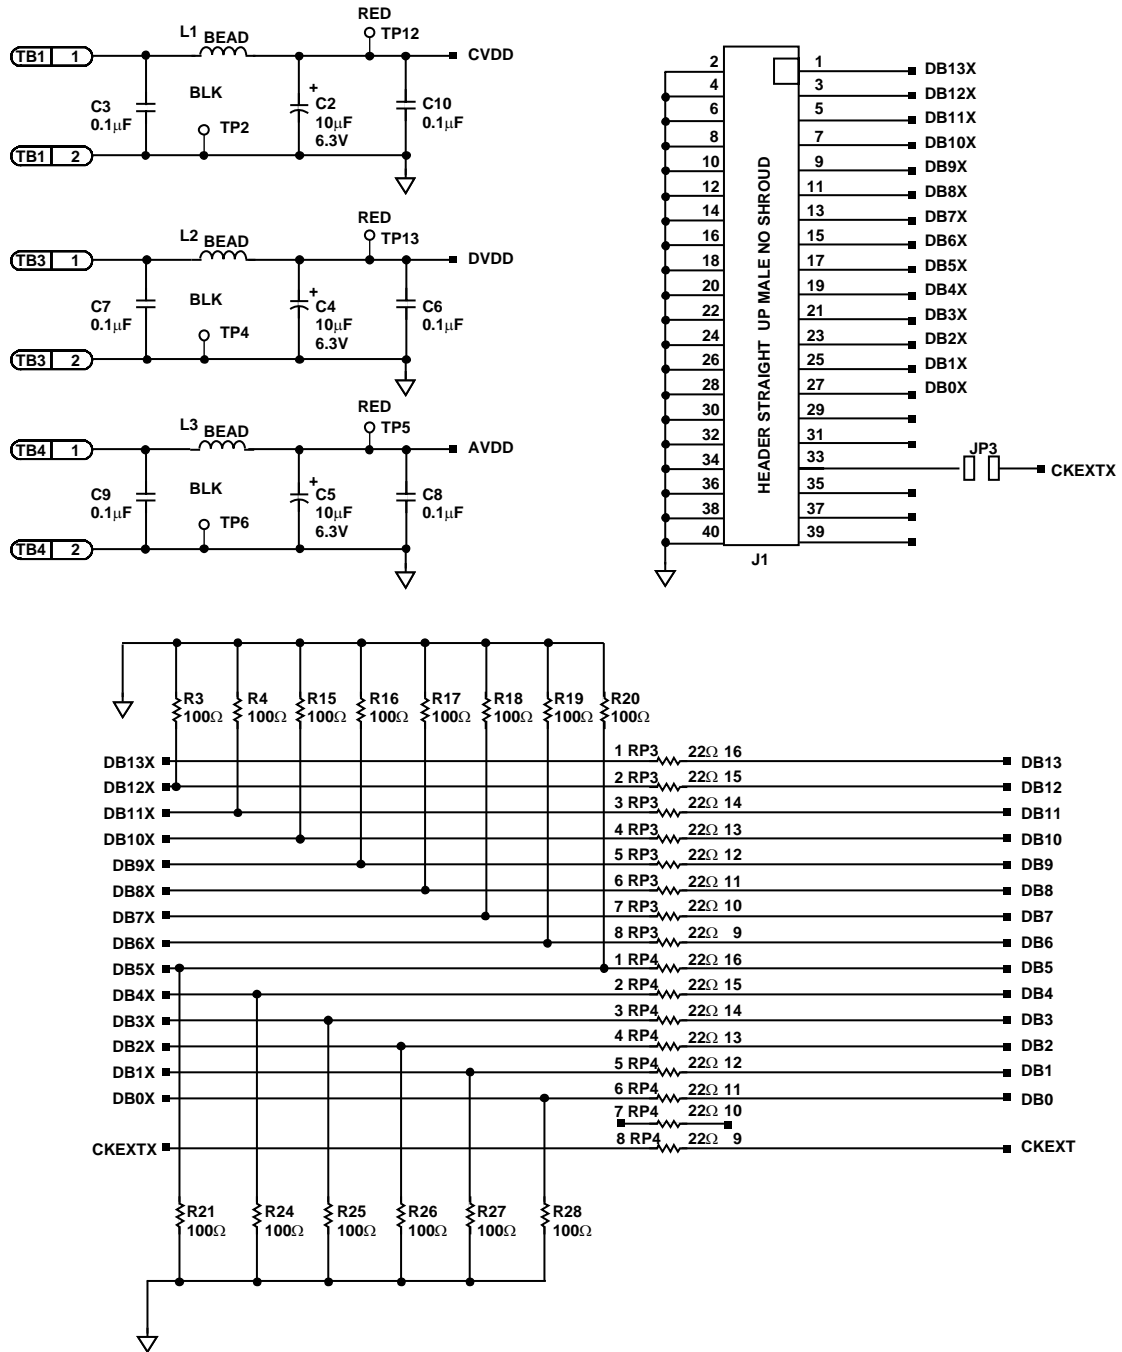 RED
L1 BEAD TP12
TB1 1 CVDD
BLK +
C3 C2 C10
0.1μF TP2 10μF 0.1μF
6.3V
TB1 2
RED
L2 BEAD TP13
TB3 1 DVDD
BLK +
C7 C4 C6
0.1μF TP4 10μF 0.1μF
6.3V
TB3 2
RED
L3 BEAD TP5
TB4 1 AVDD
BLK +
C9 C5 C8
0.1μF TP6 10μF 0.1μF
6.3V
TB4 2
2 1 DB13X
4 3 DB12X
6 5 DB11X
8 7 DB10X
10 9 DB9X
12 11 DB8X
14 13 DB7X
16 15 DB6X
18 17 DB5X
20 19 DB4X
22 21 DB3X
24 23 DB2X
26 25 DB1X
28 27 DB0X
30 29
32 31
34 33 JP3 CKEXTX
36 35
38 37
40 39
HEADER STRAIGHT UP MALE NO SHROUD
J1
R3 R4 R15 R16 R17 R18 R19 R20
100Ω 100Ω 100Ω 100Ω 100Ω 100Ω 100Ω 100Ω
DB13X 1 RP3 22Ω 16 DB13
DB12X 2 RP3 22Ω 15 DB12
DB11X 3 RP3 22Ω 14 DB11
DB10X 4 RP3 22Ω 13 DB10
DB9X 5 RP3 22Ω 12 DB9
DB8X 6 RP3 22Ω 11 DB8
DB7X 7 RP3 22Ω 10 DB7
DB6X 8 RP3 22Ω 9 DB6
DB5X 1 RP4 22Ω 16 DB5
DB4X 2 RP4 22Ω 15 DB4
DB3X 3 RP4 22Ω 14 DB3
DB2X 4 RP4 22Ω 13 DB2
DB1X 5 RP4 22Ω 12 DB1
DB0X 6 RP4 22Ω 11 DB0
7 RP4 22Ω 10
CKEXTX 8 RP4 22Ω 9 CKEXT
R21 R24 R25 R26 R27 R28
100Ω 100Ω 100Ω 100Ω 100Ω 100Ω